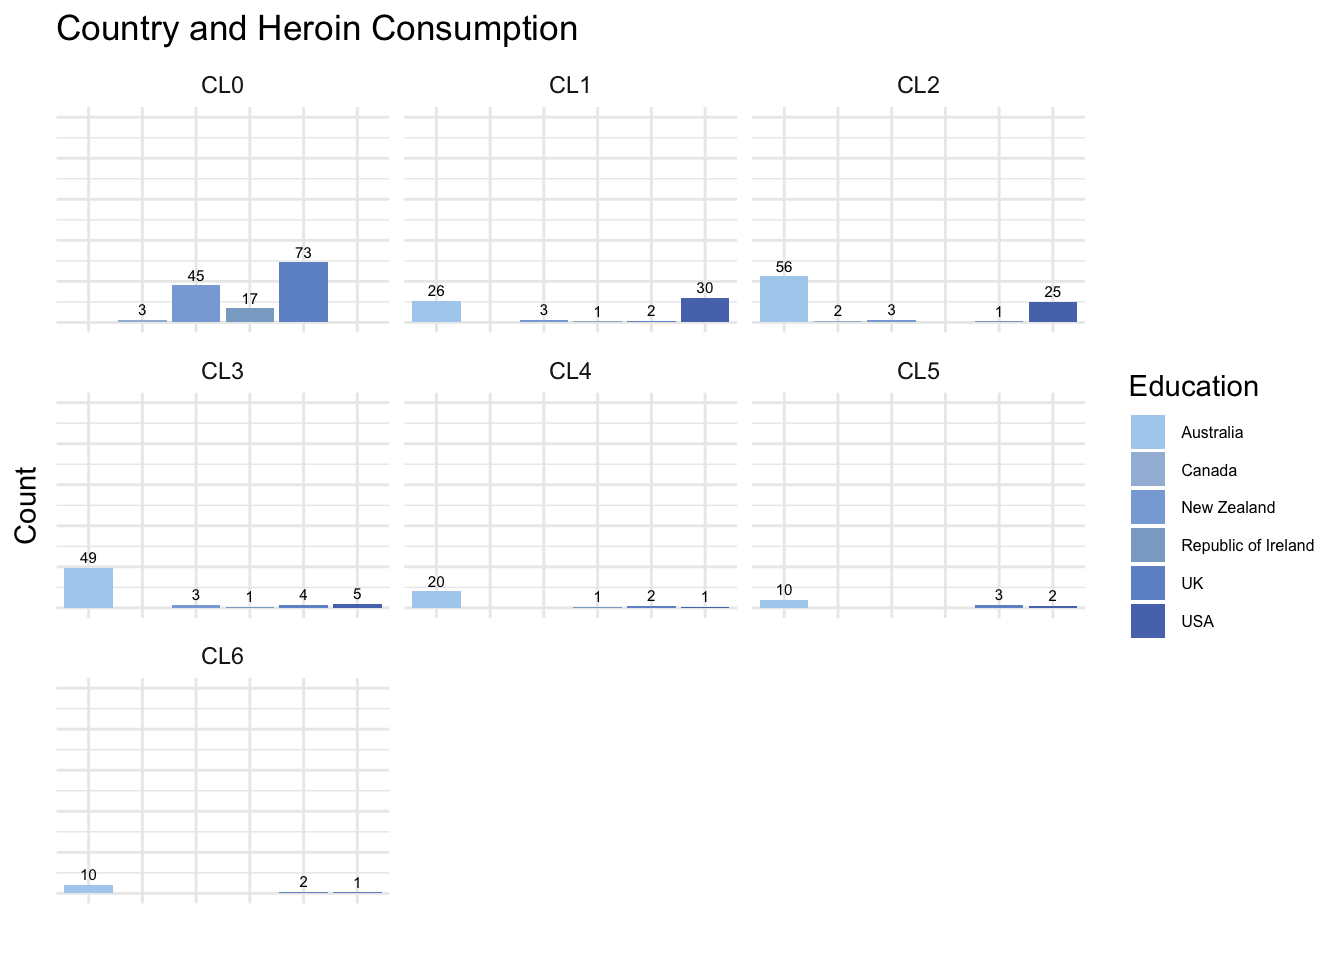 Country and Heroin Consumption
CL0
CL1
CL2
3
45
17
73
26
3
1
2
30
56
2
3
1
25
CL3
CL4
CL5
49
3
1
4
5
20
1
2
1
10
3
2
CL6
10
2
1
Count
Education
Australia
Canada
New Zealand
Republic of Ireland
UK
USA